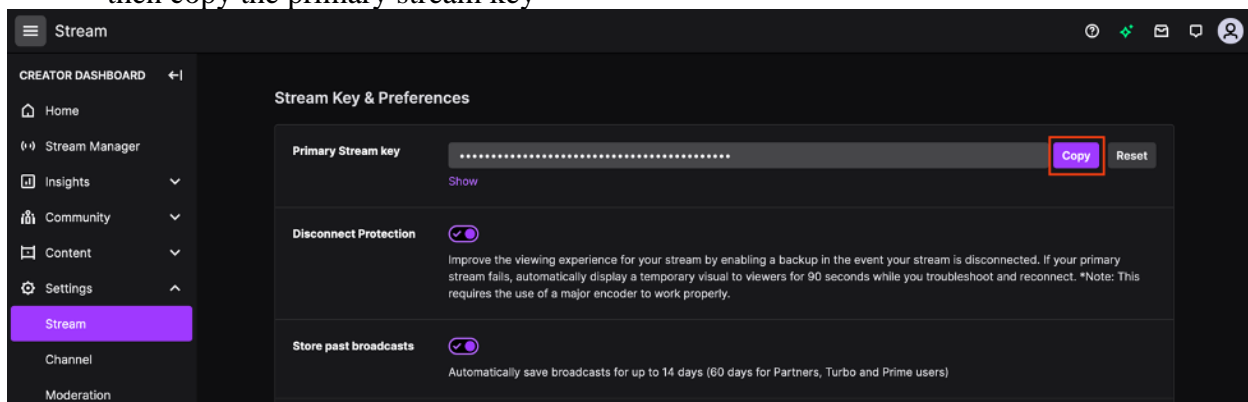 then copy the primary stream key
Stream
CREATOR DASHBOARD
Home
Stream Manager
Insights
Community
Content
Settings
Stream
Channel
Moderation
Stream Key & Preferences
Primary Stream key
Copy
Reset
Show
Disconnect Protection
Improve the viewing experience for your stream by enabling a backup in the event your stream is disconnected. If your primary
stream fails, automatically display a temporary visual to viewers for 90 seconds while you troubleshoot and reconnect. *Note: This
requires the use of a major encoder to work properly.
Store past broadcasts
Automatically save broadcasts for up to 14 days (60 days for Partners, Turbo and Prime users)